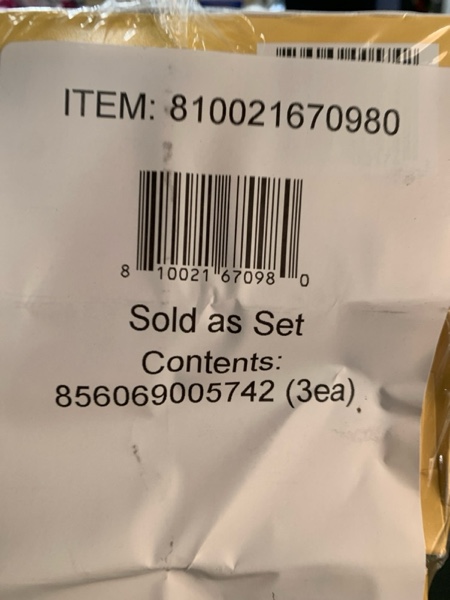 ITEM: 810021670980
8 10021 67098 0
Sold as Set
Contents:
856069005742 (3ea)